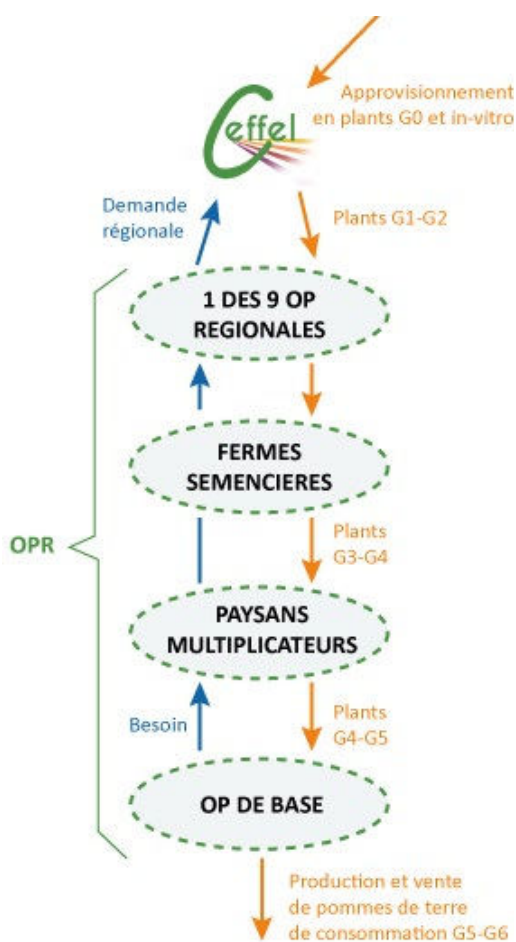 Approvisionnement
en plants G0 et in-vitro
Ceffel
Demande
régionale
Plants G1-G2
1 DES 9 OP
REGIONALES
FERMES
SEMENCIERES
OPR
Plants
G3-G4
PAYSANS
MULTIPLICATEURS
Besoin
Plants
G4-G5
OP DE BASE
Production et vente
de pommes de terre
de consommation G5-G6